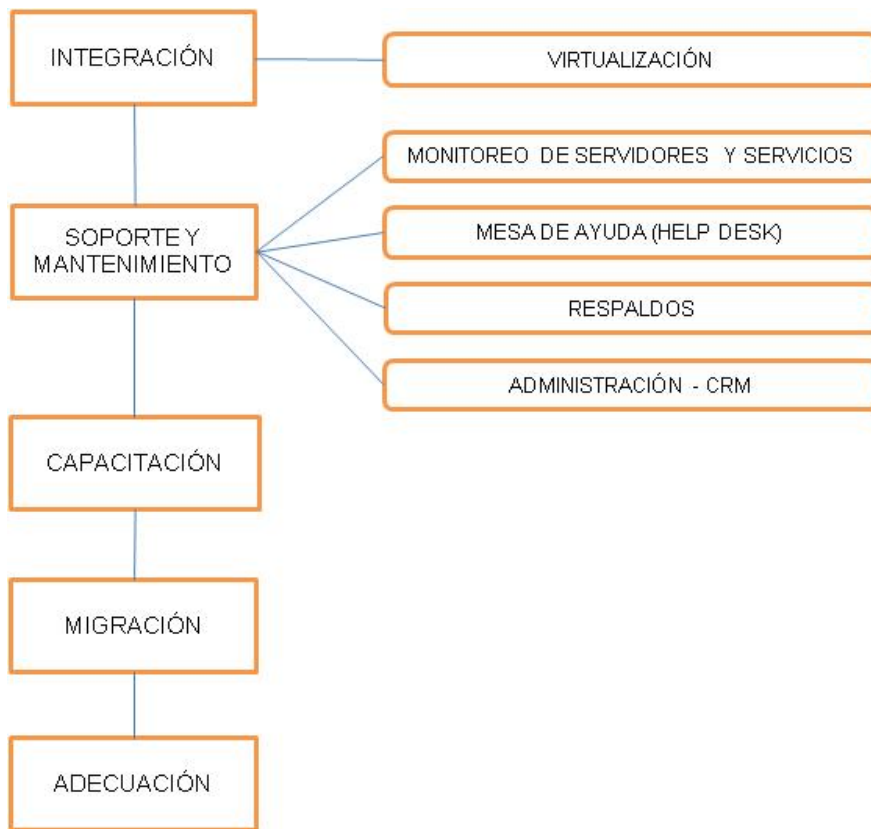 INTEGRACIÓN
VIRTUALIZACIÓN
MONITOREO DE SERVIDORES Y SERVICIOS
SOPORTE Y
MANTENIMIENTO
MESA DE AYUDA (HELP DESK)
RESPALDOS
ADMINISTRACIÓN - CRM
CAPACITACIÓN
MIGRACIÓN
ADECUACIÓN